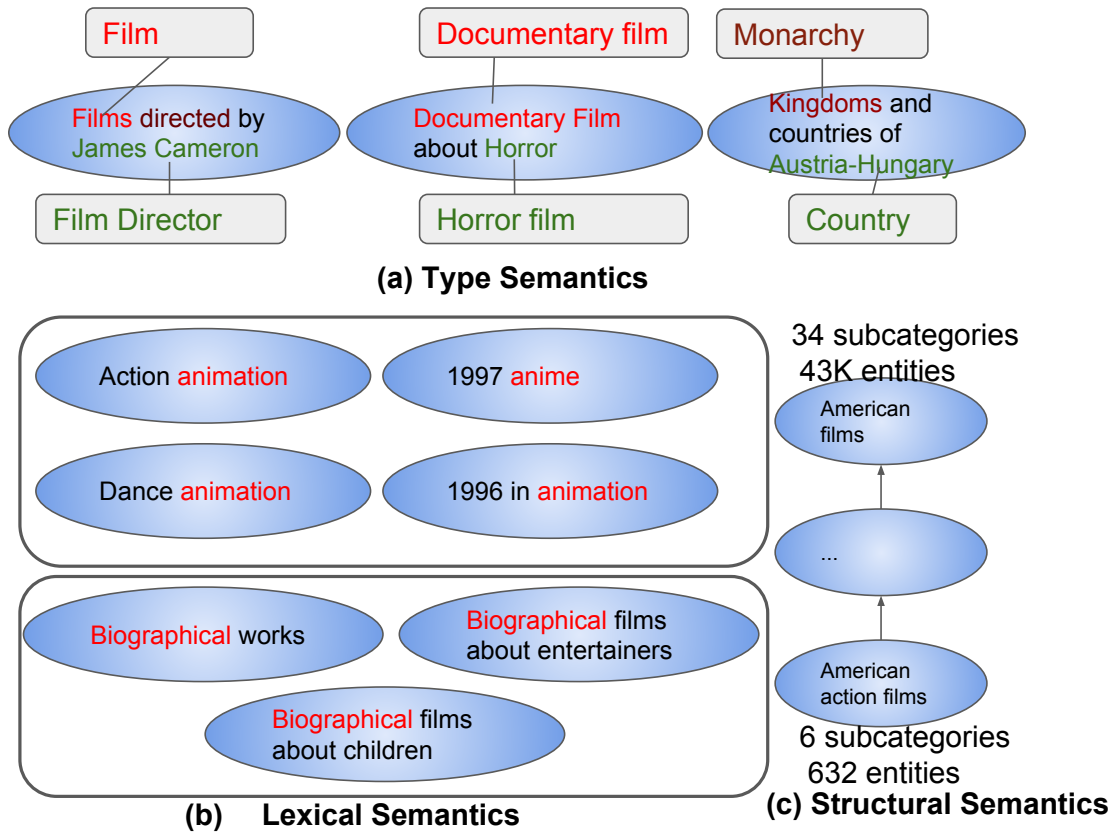 Film
Documentary film
Monarchy
Films directed by
James Cameron
Documentary Film
about Horror
Kingdoms and
countries of
Austria-Hungary
Film Director
Horror film
Country
(a) Type Semantics
Action animation
1997 anime
Dance animation
1996 in animation
Biographical works
Biographical films
about entertainers
Biographical films
about children
(b) Lexical Semantics
34 subcategories
43K entities
American
films
...
American
action films
6 subcategories
632 entities
(c) Structural Semantics